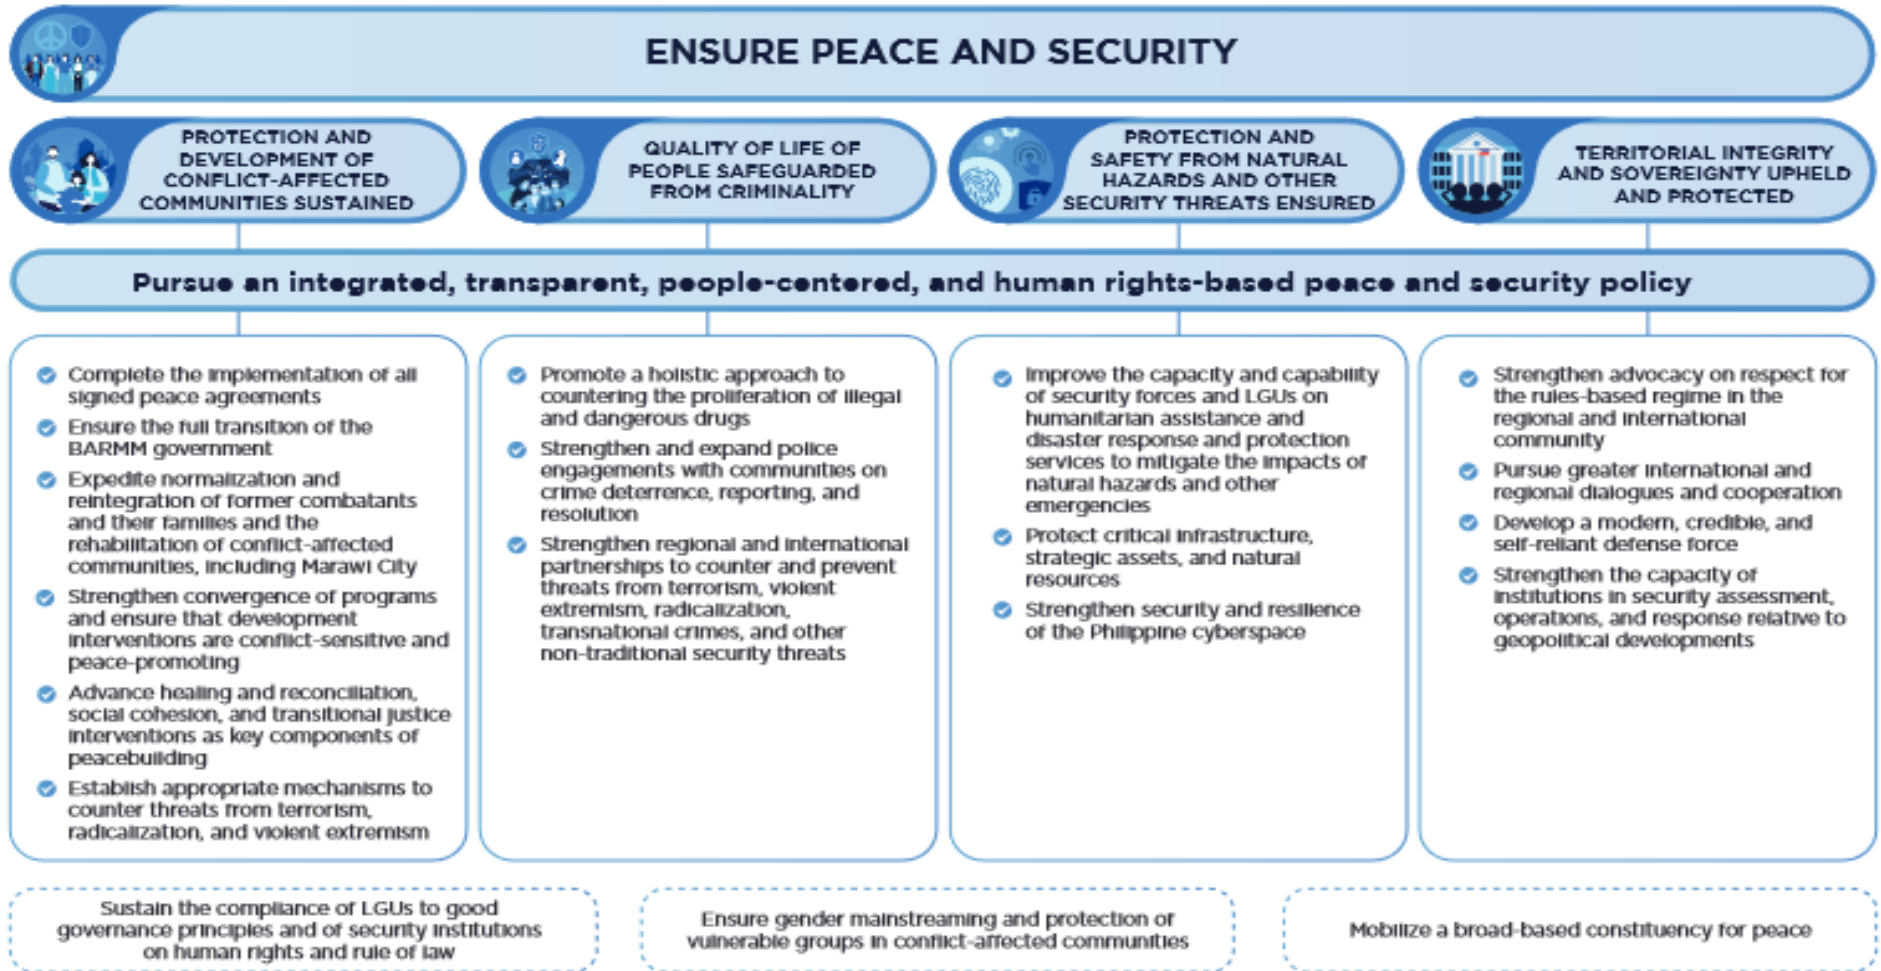 ENSURE PEACE AND SECURITY
PROTECTION AND
DEVELOPMENT OF
CONFLICT-AFFECTED
COMMUNITIES SUSTAINED
QUALITY OF LIFE OF
PEOPLE SAFEGUARDED
FROM CRIMINALITY
PROTECTION AND
SAFETY FROM NATURAL
HAZARDS AND OTHER
SECURITY THREATS ENSURED
TERRITORIAL INTEGRITY
AND SOVEREIGNTY UPHELD
AND PROTECTED
Pursue an integrated, transparent, people-centered, and human rights-based peace and security policy
Complete the implementation of all
signed peace agreements
Ensure the full transition of the
BARMM government
Expedite normalization and
reintegration of former combatants
and their families and the
rehabilitation of conflict-affected
communities, including Marawi City
Strengthen convergence of programs
and ensure that development
interventions are conflict-sensitive and
peace-promoting
Advance healing and reconciliation,
social cohesion, and transitional justice
interventions as key components of
peacebuilding
Establish appropriate mechanisms to
counter threats from terrorism,
radicalization, and violent extremism
Promote a holistic approach to
countering the proliferation of illegal
and dangerous drugs
Strengthen and expand police
engagements with communities on
crime deterrence, reporting, and
resolution
Strengthen regional and international
partnerships to counter and prevent
threats from terrorism, violent
extremism, radicalization,
transnational crimes, and other
non-traditional security threats
Improve the capacity and capability
of security forces and LGUs on
humanitarian assistance and
disaster response and protection
services to mitigate the impacts of
natural hazards and other
emergencies
Protect critical infrastructure,
strategic assets, and natural
resources
Strengthen security and resilience
of the Philippine cyberspace
Strengthen advocacy on respect for
the rules-based regime in the
regional and international
community
Pursue greater international and
regional dialogues and cooperation
Develop a modern, credible, and
self-reliant defense force
Strengthen the capacity of
institutions in security assessment,
operations, and response relative to
geopolitical developments
Sustain the compliance of LGUs to good
governance principles and of security institutions
on human rights and rule of law
Ensure gender mainstreaming and protection of
vulnerable groups in conflict-affected communities
Mobilize a broad-based constituency for peace